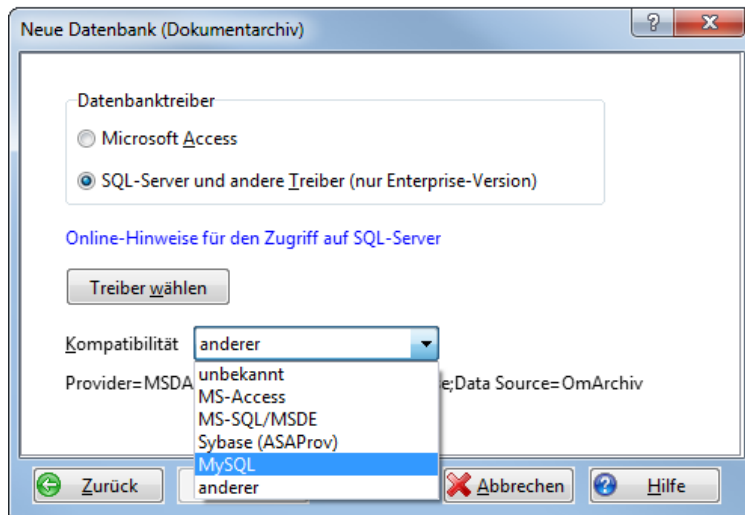 Neue Datenbank (Dokumentarchiv)
Datenbanktreiber
Microsoft Access
SQL-Server und andere Treiber (nur Enterprise-Version)
Online-Hinweise für den Zugriff auf SQL-Server
Treiber wählen
Kompatibilität anderer
Provider=MSDA e;Data Source=OmArchiv
unbekannt
MS-Access
MS-SQL/MSDE
Sybase (ASAProv)
MySQL
anderer
Zurück Abbrechen Hilfe